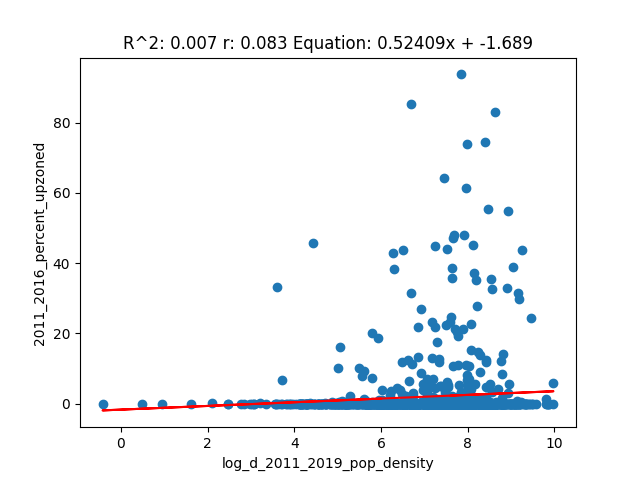 R^2: 0.007 r: 0.083 Equation: 0.52409x + -1.689
80
60
40
20
0
2011_2016_percent_upzoned
0 2 4 6 8 10
log_d_2011_2019_pop_density